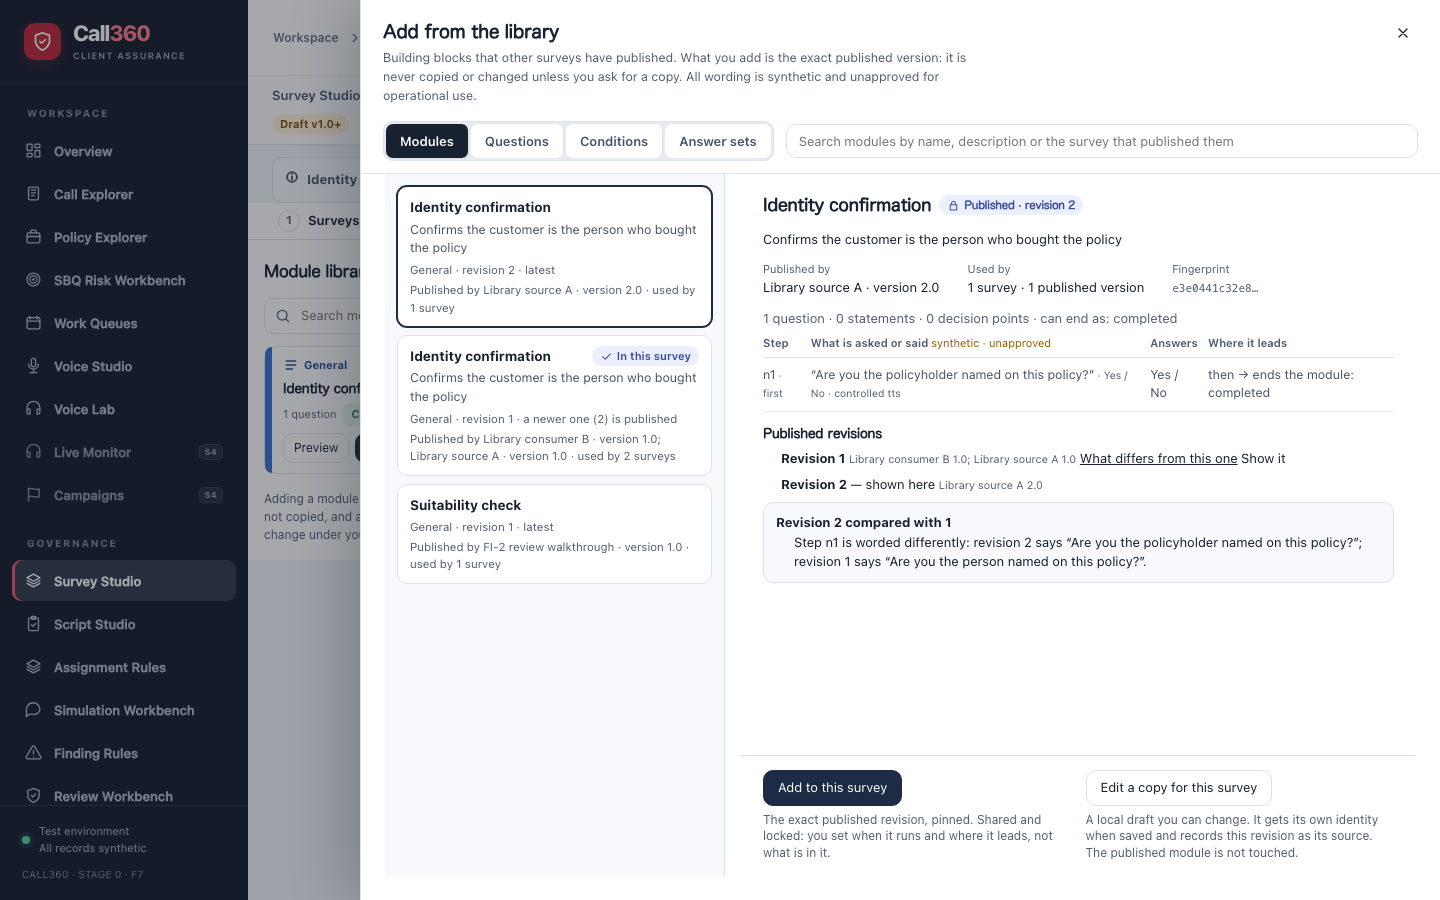 Call360
CLIENT ASSURANCE
WORKSPACE
Overview
Call Explorer
Policy Explorer
SBQ Risk Workbench
Work Queues
Voice Studio
Voice Lab
Live Monitor S4
Campaigns S4
GOVERNANCE
Survey Studio
Script Studio
Assignment Rules
Simulation Workbench
Finding Rules
Review Workbench
Test environment
All records synthetic
CALL360 · STAGE 0 · F7
Workspace >
Survey Studio
Draft v1.0+
Identity
1 Surveys
Module
Search
General
Identity
1 question
Preview
Adding a module
not copied, and a
change under
Add from the library
Building blocks that other surveys have published. What you add is the exact published version: it is
never copied or changed unless you ask for a copy. All wording is synthetic and unapproved for
operational use.
Modules Questions Conditions Answer sets
Search modules by name, description or the survey that published them
Identity confirmation
Confirms the customer is the person who bought
the policy
General · revision 2 · latest
Published by Library source A · version 2.0 · used by
1 survey
Identity confirmation In this survey
Confirms the customer is the person who bought
the policy
General · revision 1 · a newer one (2) is published
Published by Library consumer B · version 1.0;
Library source A · version 1.0 · used by 2 surveys
Suitability check
General · revision 1 · latest
Published by FI-2 review walkthrough · version 1.0 ·
used by 1 survey
Identity confirmation Published · revision 2
Confirms the customer is the person who bought the policy
Published by Used by Fingerprint
Library source A · version 2.0 1 survey · 1 published version e3e0441c32e8…
1 question · 0 statements · 0 decision points · can end as: completed
Step What is asked or said synthetic · unapproved Answers Where it leads
n1 · “Are you the policyholder named on this policy?” · Yes / Yes / then → ends the module:
first No · controlled tts No completed
Published revisions
Revision 1 Library consumer B 1.0; Library source A 1.0 What differs from this one Show it
Revision 2 — shown here Library source A 2.0
Revision 2 compared with 1
Step n1 is worded differently: revision 2 says “Are you the policyholder named on this policy?”;
revision 1 says “Are you the person named on this policy?”.
Add to this survey
The exact published revision, pinned. Shared and
locked: you set when it runs and where it leads, not
what is in it.
Edit a copy for this survey
A local draft you can change. It gets its own identity
when saved and records this revision as its source.
The published module is not touched.